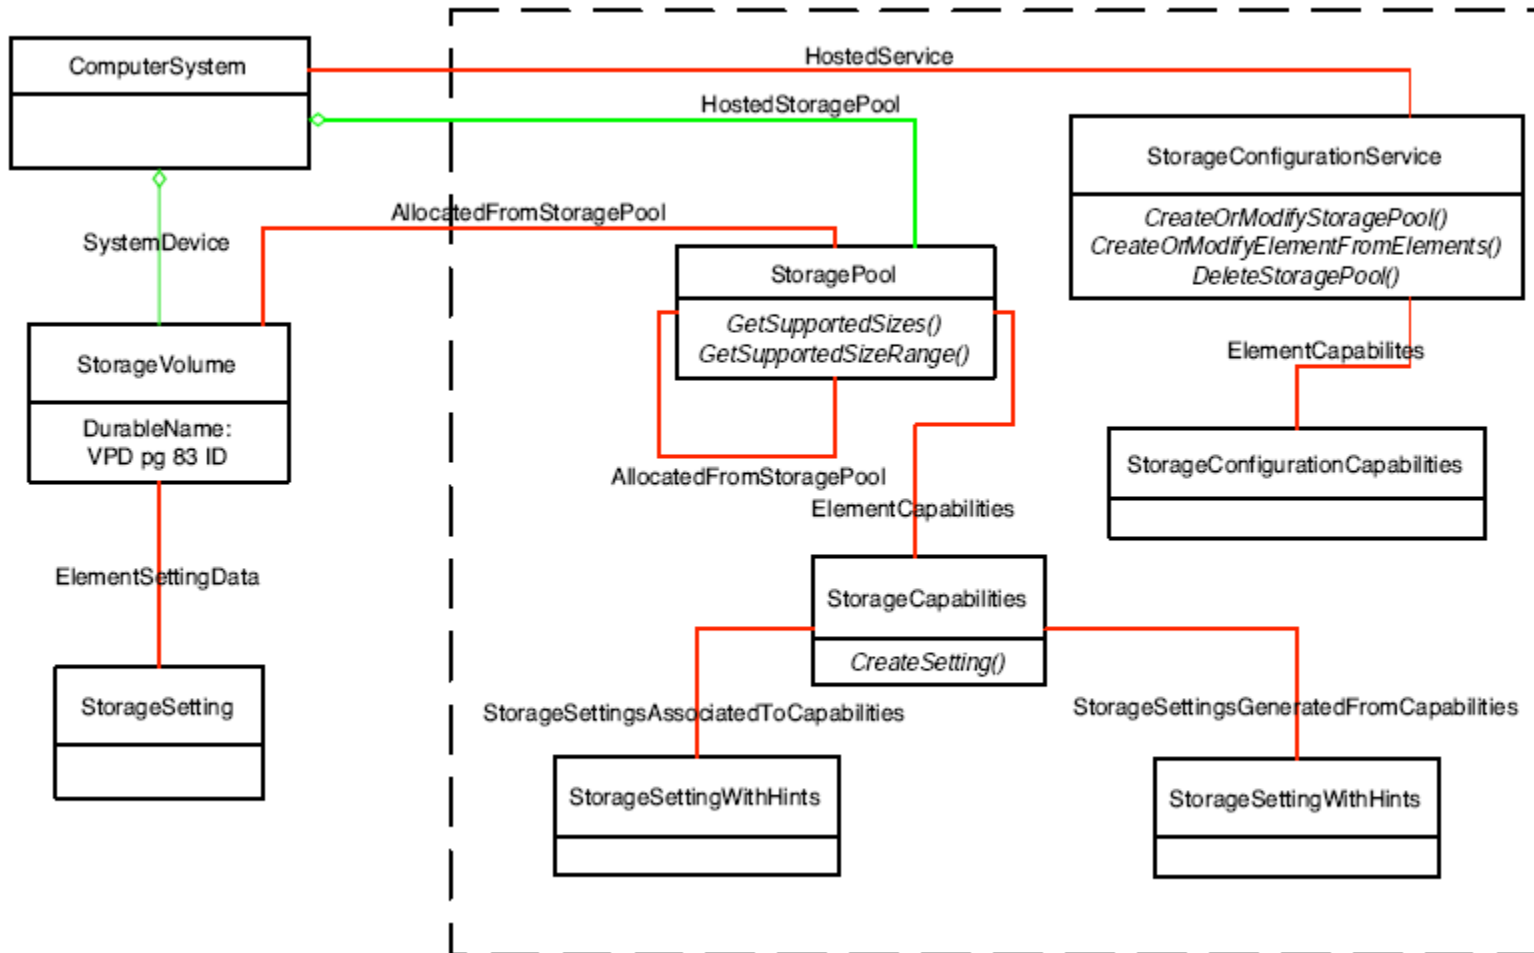 ComputerSystem
HostedService
HostedStoragePool
StorageConfigurationService
CreateOrModifyStoragePool()
CreateOrModifyElementFromElements()
DeleteStoragePool()
AllocatedFromStoragePool
SystemDevice
StoragePool
GetSupportedSizes()
GetSupportedSizeRange()
StorageVolume
DurableName:
VPD pg 83 ID
ElementCapabilites
AllocatedFromStoragePool
StorageConfigurationCapabilities
ElementCapabilities
ElementSettingData
StorageCapabilities
CreateSetting()
StorageSetting
StorageSettingsAssociatedToCapabilities
StorageSettingsGeneratedFromCapabilities
StorageSettingWithHints
StorageSettingWithHints